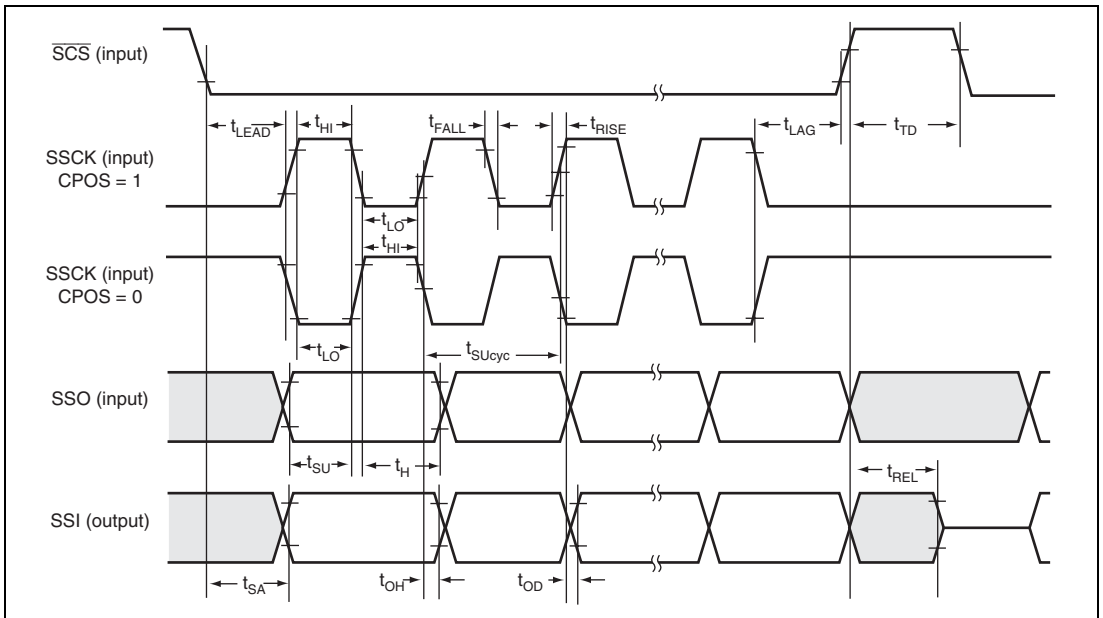 SCS (input)
tLEAD tHI tFALL tRISE tLAG tTD
SSCK (input)
CPOS = 1
tLO
tHI
SSCK (input)
CPOS = 0
tLO tSUcyc
SSO (input)
tSU tH tREL
SSI (output)
tSA tOH tOD